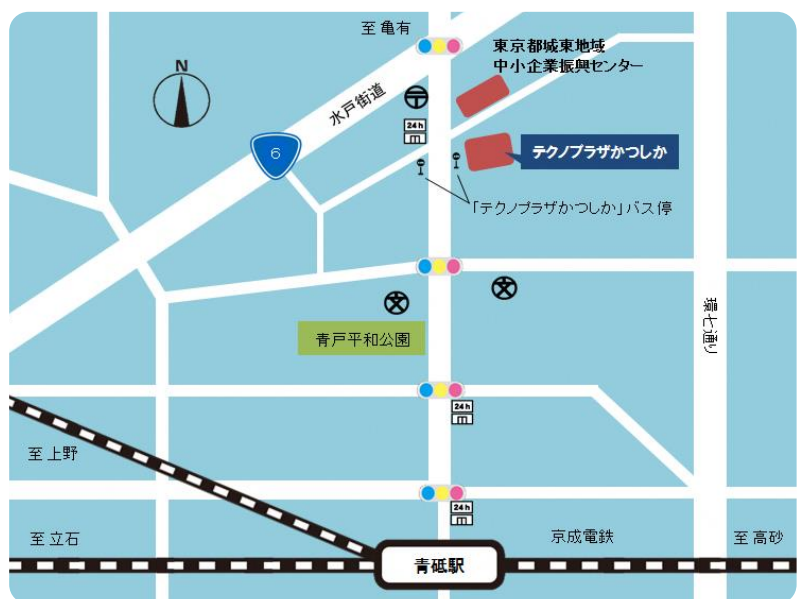 至 亀有
東京都城東地域
中小企業振興センター
N
水戸街道
24h
6
テクノプラザかつしか
「テクノプラザかつしか」バス停
文
文
環七通り
青戸平和公園
24h
至 上野
24h
至 立石
京成電鉄
至 高砂
青砥駅